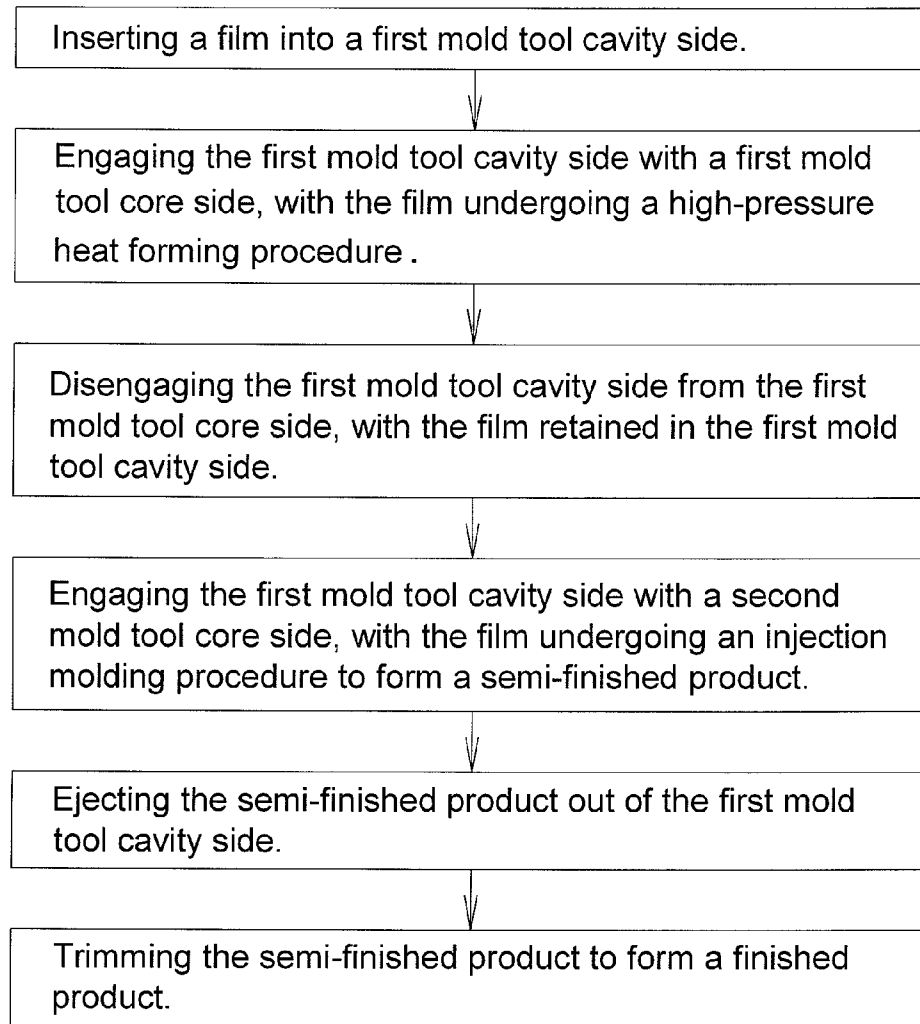 Inserting a film into a first mold tool cavity side.
Engaging the first mold tool cavity side with a first mold
tool core side, with the film undergoing a high-pressure
heat forming procedure .
Disengaging the first mold tool cavity side from the first
mold tool core side, with the film retained in the first mold
tool cavity side.
Engaging the first mold tool cavity side with a second
mold tool core side, with the film undergoing an injection
molding procedure to form a semi-finished product.
Ejecting the semi-finished product out of the first mold
tool cavity side.
Trimming the semi-finished product to form a finished
product.